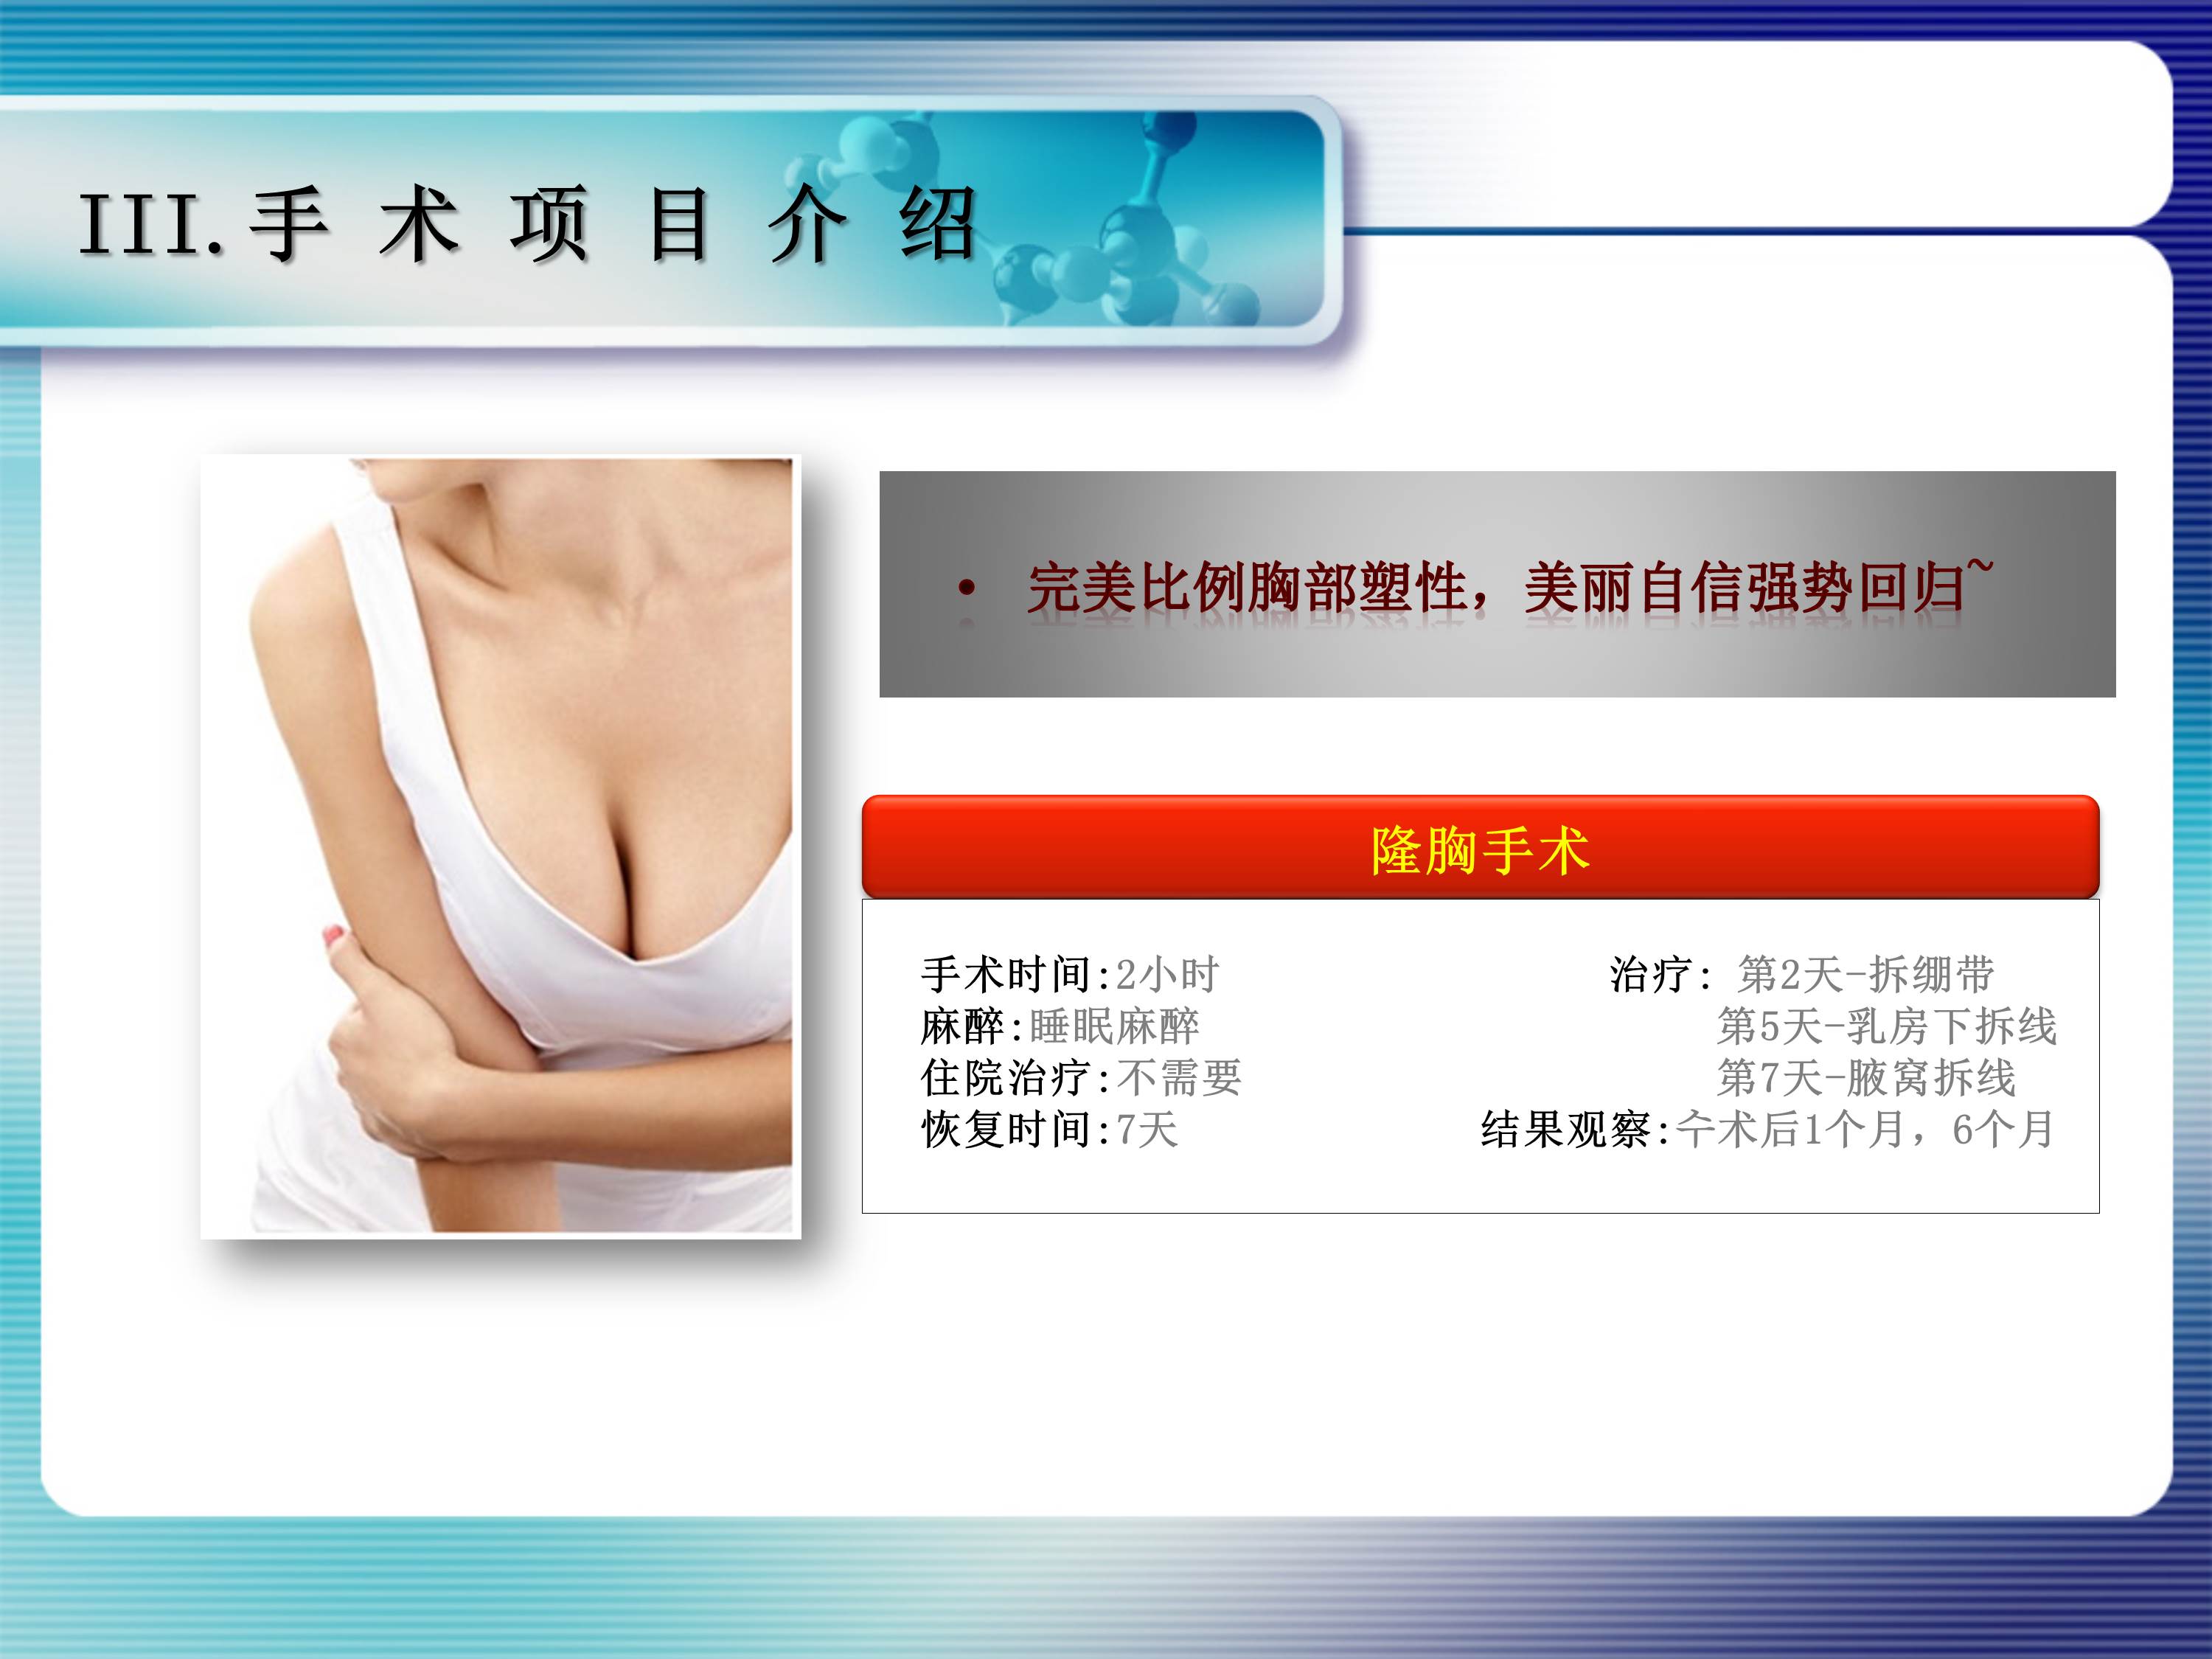 III.手 术 项 目 介 绍
• 完美比例胸部塑性，美丽自信强势回归~
隆胸手术
手术时间:2小时
麻醉:睡眠麻醉
住院治疗:不需要
恢复时间:7天
治疗: 第2天-拆绷带
第5天-乳房下拆线
第7天-腋窝拆线
结果观察:术后1个月，6个月